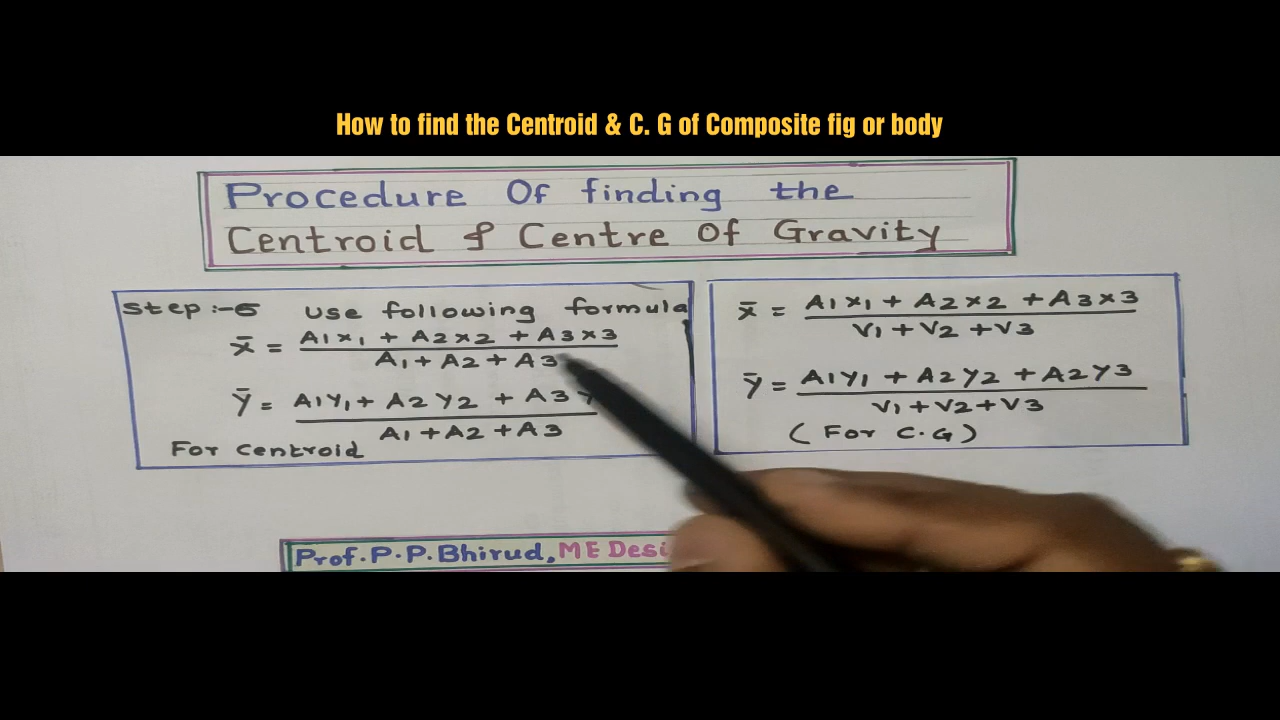 How to find the Centroid & C. G of Composite fig or body
Procedure Of finding the
Centroid & Centre Of Gravity
Step:-5 Use following formula
x̄ = A1x1 + A2x2 + A3x3
A1 + A2 + A3
ȳ = A1y1 + A2y2 + A3
A1 + A2 + A3
For centroid
x̄ = A1x1 + A2x2 + A3x3
V1 + V2 + V3
ȳ = A1y1 + A2y2 + A2y3
V1 + V2 + V3
( For C.G )
Prof. P. P. Bhirud, ME Desi